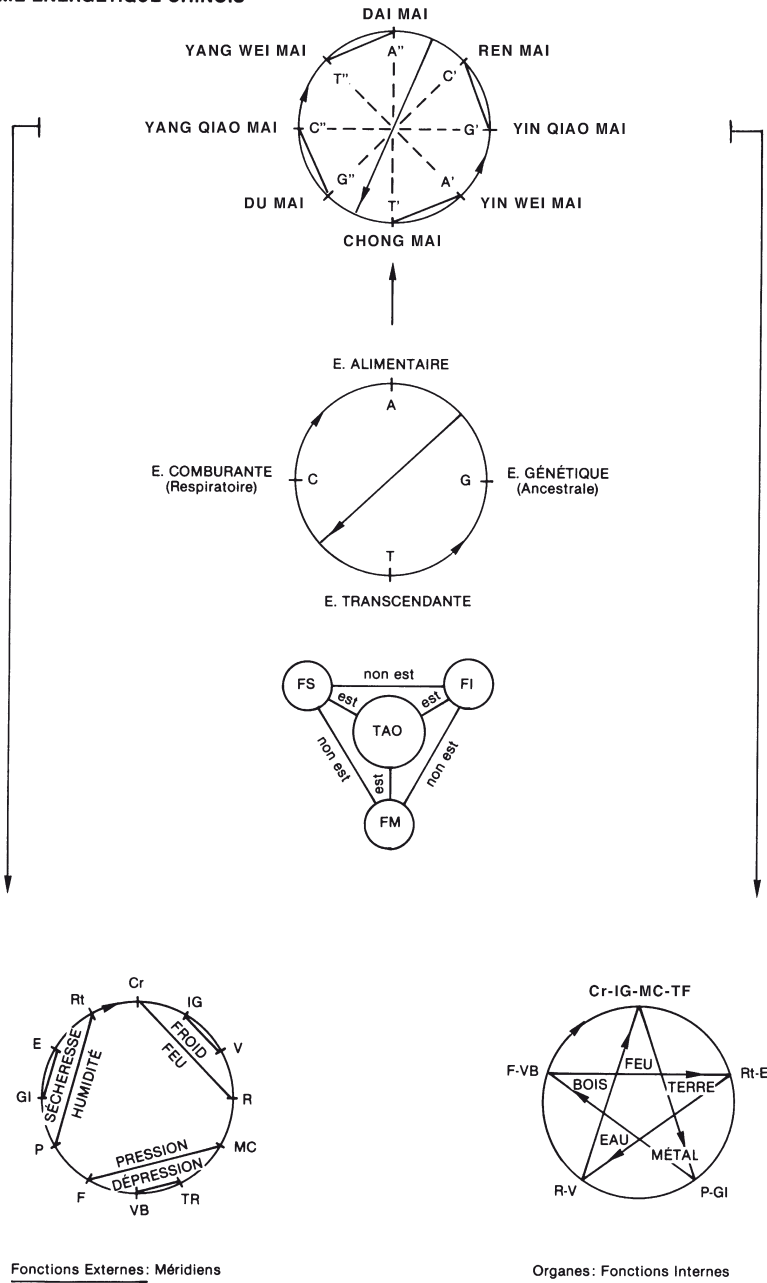 DAI MAI
YANG WEI MAI
A"
REN MAI
T"
C'
YANG QIAO MAI
C"
G'
YIN QIAO MAI
G"
A'
DU MAI
T'
YIN WEI MAI
CHONG MAI
E. ALIMENTAIRE
A
E. COMBURANTE
(Respiratoire)
C
G
E. GÉNÉTIQUE
(Ancestrale)
T
E. TRANSCENDANTE
FS
non est
FI
est
est
TAO
non est
est
non est
FM
Cr
Rt
IG
E
SÉCHERESSE
HUMIDITÉ
FROID
FEU
V
GI
R
P
MC
PRESSION
DÉPRESSION
F
TR
VB
Cr-IG-MC-TF
F-VB
FEU
Rt-E
BOIS
TERRE
EAU
MÉTAL
R-V
P-GI
Fonctions Externes: Méridiens
Organes: Fonctions Internes